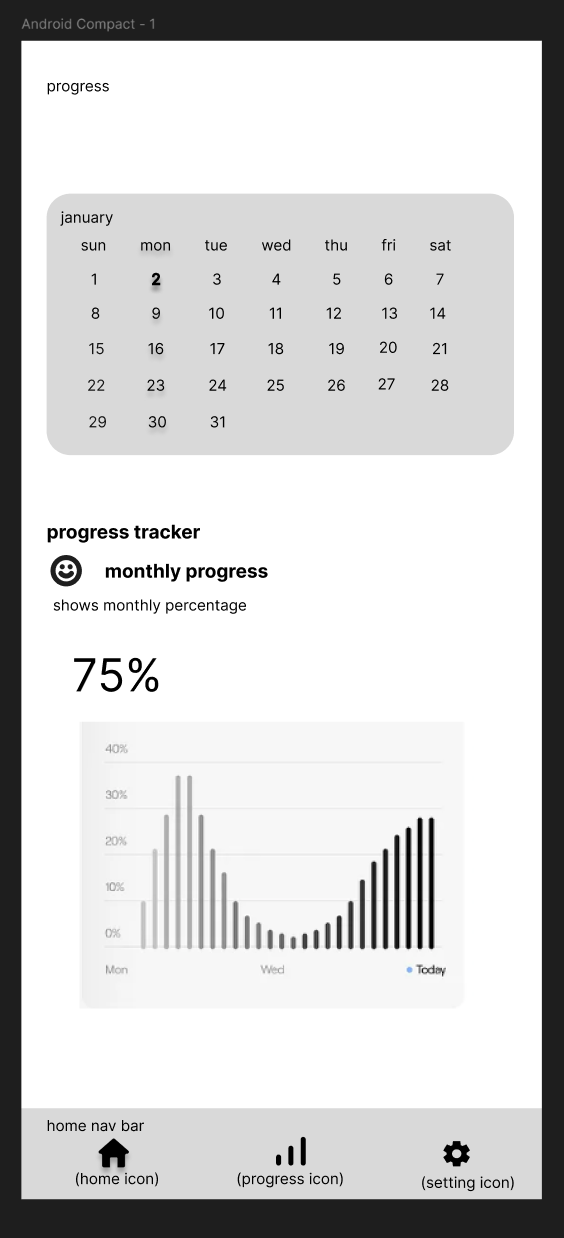 Android Compact - 1
progress
january
sun mon tue wed thu fri sat
1 2 3 4 5 6 7
8 9 10 11 12 13 14
15 16 17 18 19 20 21
22 23 24 25 26 27 28
29 30 31
progress tracker
monthly progress
shows monthly percentage
75%
40%
30%
20%
10%
0%
Mon Wed Today
home nav bar
(home icon) (progress icon) (setting icon)